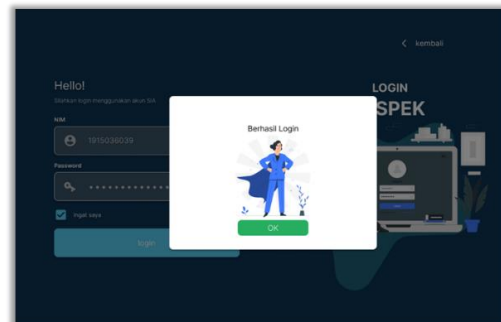 kembali
Hello!
Silahkan login menggunakan akun SIA
NIM
1915036039
Password
Ingat saya
login
LOGIN
SPEK
Berhasil Login
OK